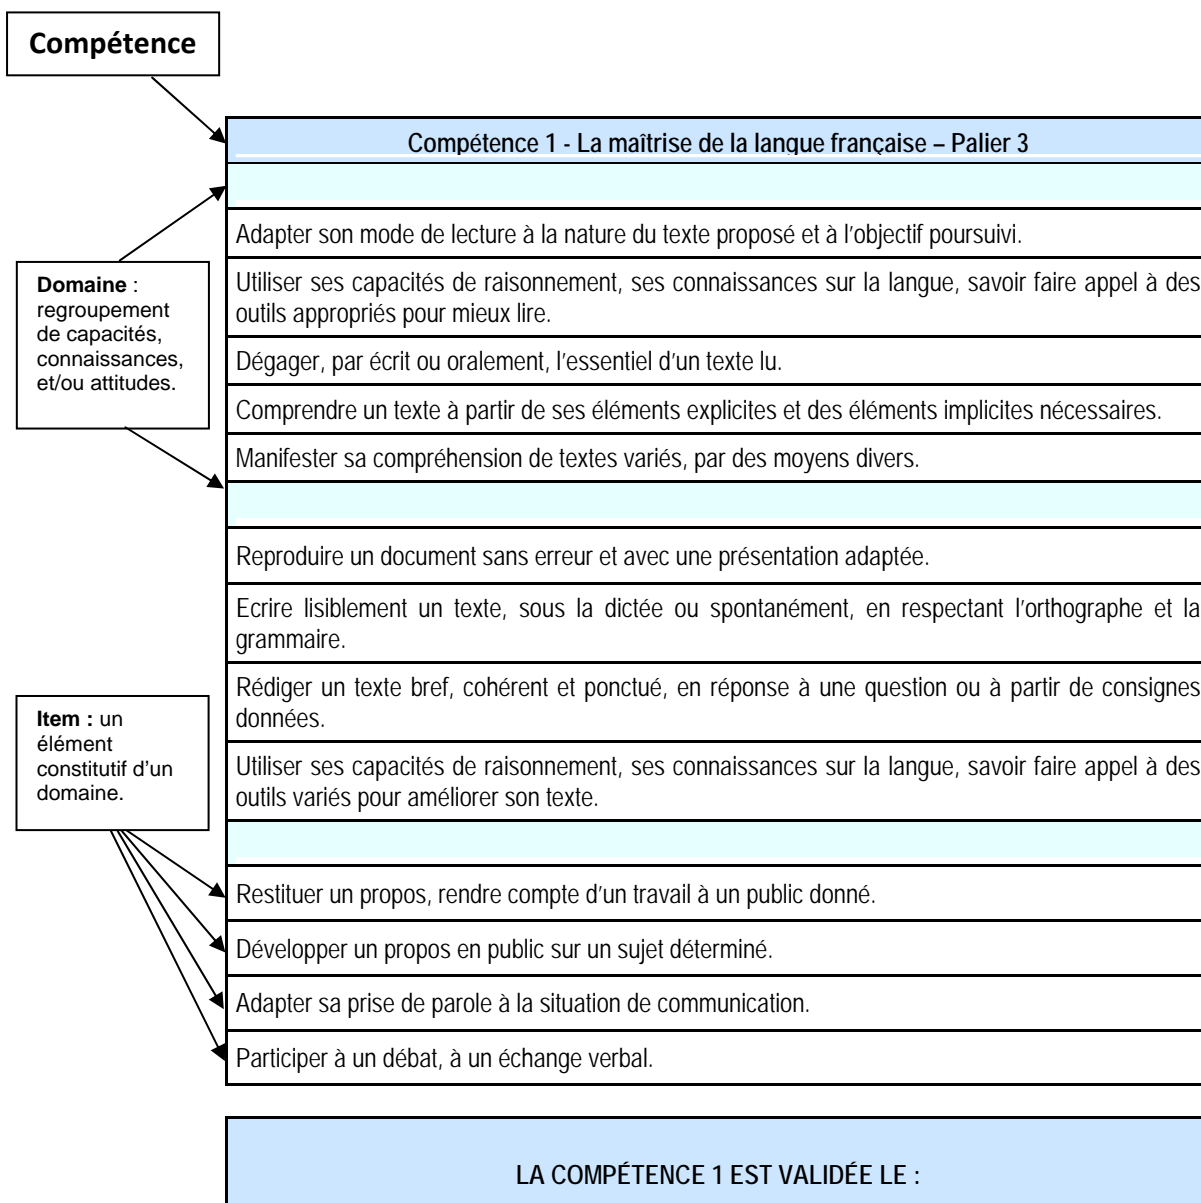 Compétence
Compétence 1 - La maîtrise de la langue française – Palier 3
Adapter son mode de lecture à la nature du texte proposé et à l'objectif poursuivi.
Domaine :
regroupement
de capacités,
connaissances,
et/ou attitudes.
Utiliser ses capacités de raisonnement, ses connaissances sur la langue, savoir faire appel à des
outils appropriés pour mieux lire.
Dégager, par écrit ou oralement, l'essentiel d'un texte lu.
Comprendre un texte à partir de ses éléments explicites et des éléments implicites nécessaires.
Manifester sa compréhension de textes variés, par des moyens divers.
Reproduire un document sans erreur et avec une présentation adaptée.
Ecrire lisiblement un texte, sous la dictée ou spontanément, en respectant l'orthographe et la
grammaire.
Rédiger un texte bref, cohérent et ponctué, en réponse à une question ou à partir de consignes
données.
Item : un
élément
constitutif d'un
domaine.
Utiliser ses capacités de raisonnement, ses connaissances sur la langue, savoir faire appel à des
outils variés pour améliorer son texte.
Restituer un propos, rendre compte d'un travail à un public donné.
Développer un propos en public sur un sujet déterminé.
Adapter sa prise de parole à la situation de communication.
Participer à un débat, à un échange verbal.
LA COMPÉTENCE 1 EST VALIDÉE LE :